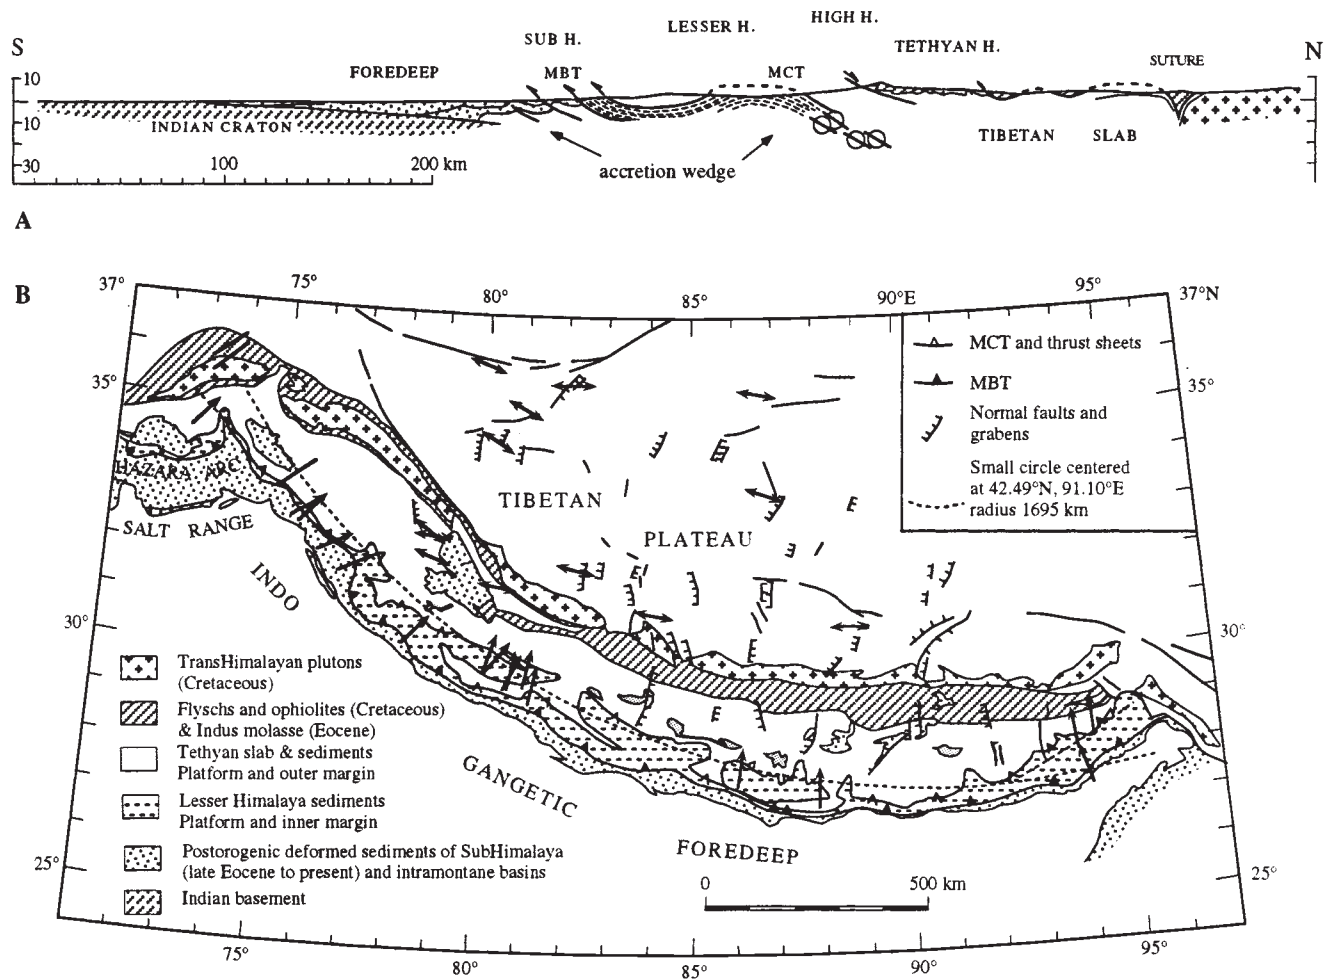 HIGH H.
LESSER H.
SUB H.
TETHYAN H.
S
N
SUTURE
FOREDEEP
MBT
MCT
10
10
INDIAN CRATON
10
10
TIBETAN SLAB
30
100
200 km
accretion wedge
30
A
B
37°
75°
80°
85°
90°E
95°
37°N
MCT and thrust sheets
MBT
Normal faults and
grabens
Small circle centered
at 42.49°N, 91.10°E
radius 1695 km
35°
35°
HAZARA ARC
SALT RANGE
TIBETAN
PLATEAU
INDO
30°
30°
GANGETIC
FOREDEEP
TransHimalayan plutons
(Cretaceous)
Flyschs and ophiolites (Cretaceous)
& Indus molasse (Eocene)
Tethyan slab & sediments
Platform and outer margin
Lesser Himalaya sediments
Platform and inner margin
Postorogenic deformed sediments of SubHimalaya
(late Eocene to present) and intramontane basins
Indian basement
25°
25°
0
500 km
75°
80°
85°
90°
95°